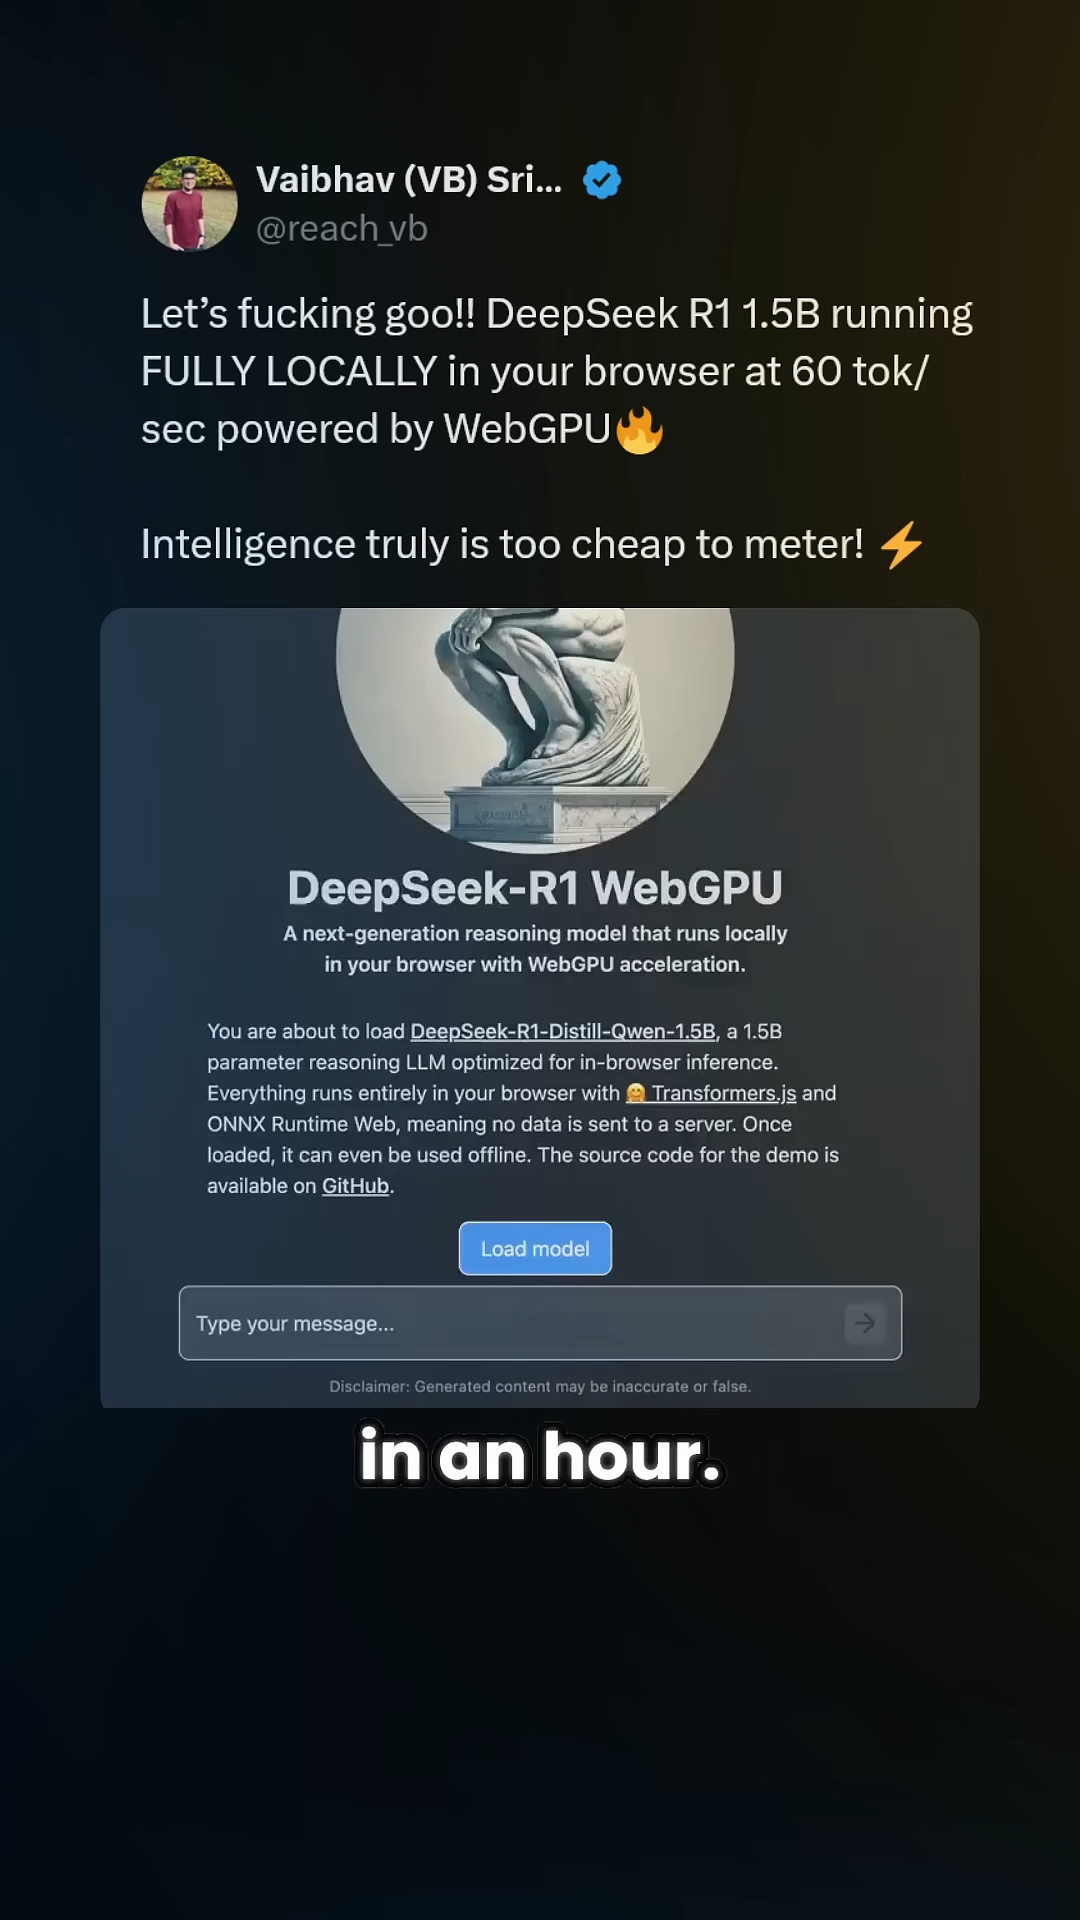 Vaibhav (VB) Sri...
@reach_vb
Let’s fucking goo!! DeepSeek R1 1.5B running
FULLY LOCALLY in your browser at 60 tok/
sec powered by WebGPU🔥
Intelligence truly is too cheap to meter! ⚡
DeepSeek-R1 WebGPU
A next-generation reasoning model that runs locally
in your browser with WebGPU acceleration.
You are about to load DeepSeek-R1-Distill-Qwen-1.5B, a 1.5B
parameter reasoning LLM optimized for in-browser inference.
Everything runs entirely in your browser with 🤗 Transformers.js and
ONNX Runtime Web, meaning no data is sent to a server. Once
loaded, it can even be used offline. The source code for the demo is
available on GitHub.
Load model
Type your message...
Disclaimer: Generated content may be inaccurate or false.
in an hour.